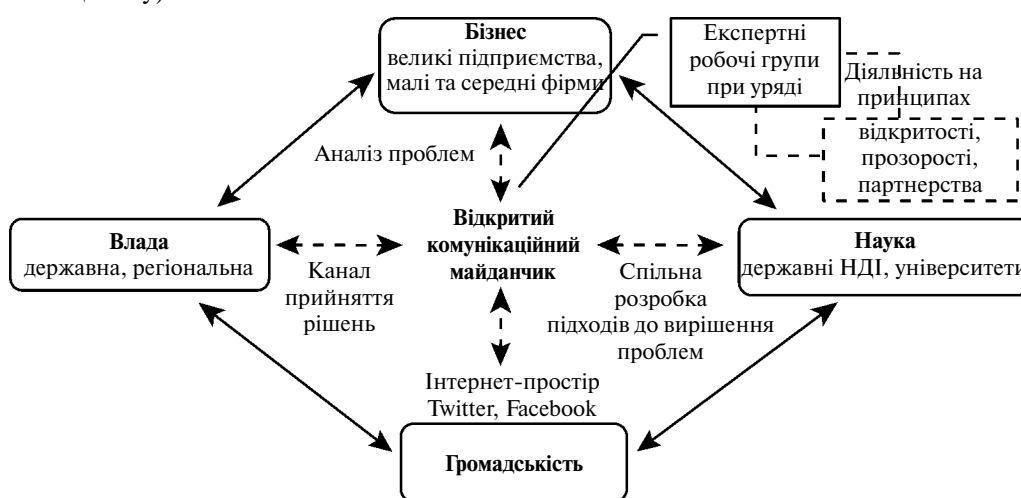 Бізнес
великі підприємства,
малі та середні фірми
Експертні
робочі групи
при уряді
Діяльність на
принципах
відкритості,
прозорості,
партнерства
Аналіз проблем
Відкритий
комунікаційний
майданчик
Влада
державна, регіональна
Канал
прийняття
рішень
Спільна
розробка
підходів до вирішення
проблем
Наука
державні НДІ, університети
Інтернет-простір
Twitter, Facebook
Громадськість